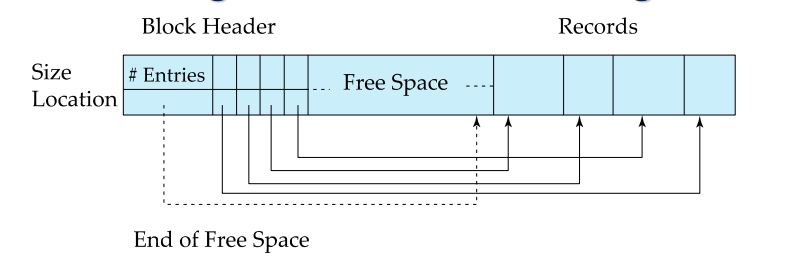 Block Header
Records
Size
Location
# Entries
Free Space
End of Free Space